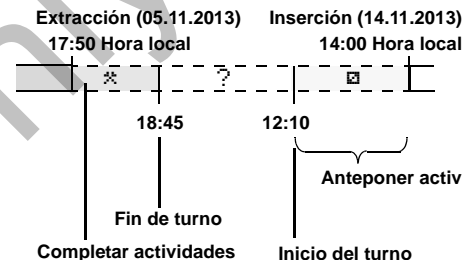 Extracción (05.11.2013) Inserción (14.11.2013)
17:50 Hora local 14:00 Hora local
?
18:45 12:10
Anteponer activ
Fin de turno
Completar actividades Inicio del turno